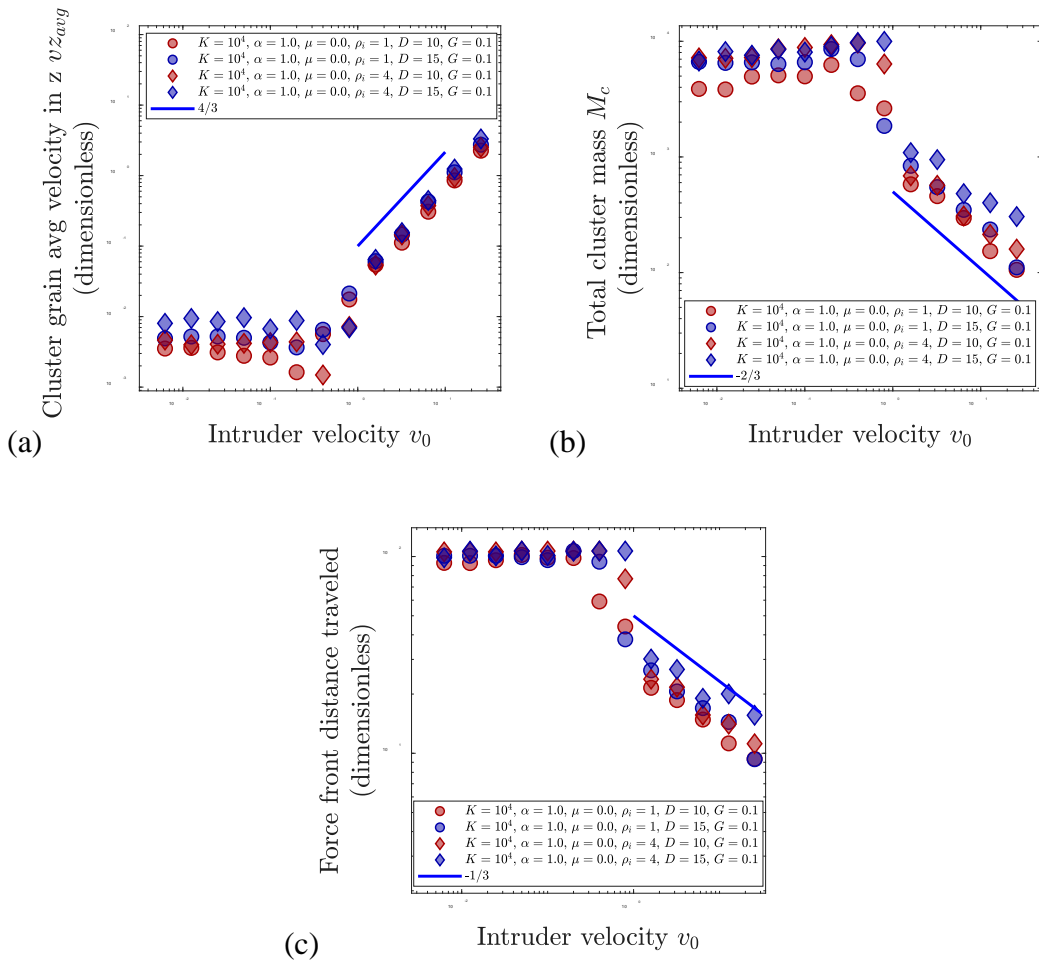 Cluster grain avg velocity in z vz_{avg}
(dimensionless)
K = 10^4, α = 1.0, μ = 0.0, ρ_i = 1, D = 10, G = 0.1
K = 10^4, α = 1.0, μ = 0.0, ρ_i = 1, D = 15, G = 0.1
K = 10^4, α = 1.0, μ = 0.0, ρ_i = 4, D = 10, G = 0.1
K = 10^4, α = 1.0, μ = 0.0, ρ_i = 4, D = 15, G = 0.1
4/3
Intruder velocity v_0
(a)
Total cluster mass M_c
(dimensionless)
K = 10^4, α = 1.0, μ = 0.0, ρ_i = 1, D = 10, G = 0.1
K = 10^4, α = 1.0, μ = 0.0, ρ_i = 1, D = 15, G = 0.1
K = 10^4, α = 1.0, μ = 0.0, ρ_i = 4, D = 10, G = 0.1
K = 10^4, α = 1.0, μ = 0.0, ρ_i = 4, D = 15, G = 0.1
-2/3
Intruder velocity v_0
(b)
Force front distance traveled
(dimensionless)
K = 10^4, α = 1.0, μ = 0.0, ρ_i = 1, D = 10, G = 0.1
K = 10^4, α = 1.0, μ = 0.0, ρ_i = 1, D = 15, G = 0.1
K = 10^4, α = 1.0, μ = 0.0, ρ_i = 4, D = 10, G = 0.1
K = 10^4, α = 1.0, μ = 0.0, ρ_i = 4, D = 15, G = 0.1
-1/3
Intruder velocity v_0
(c)